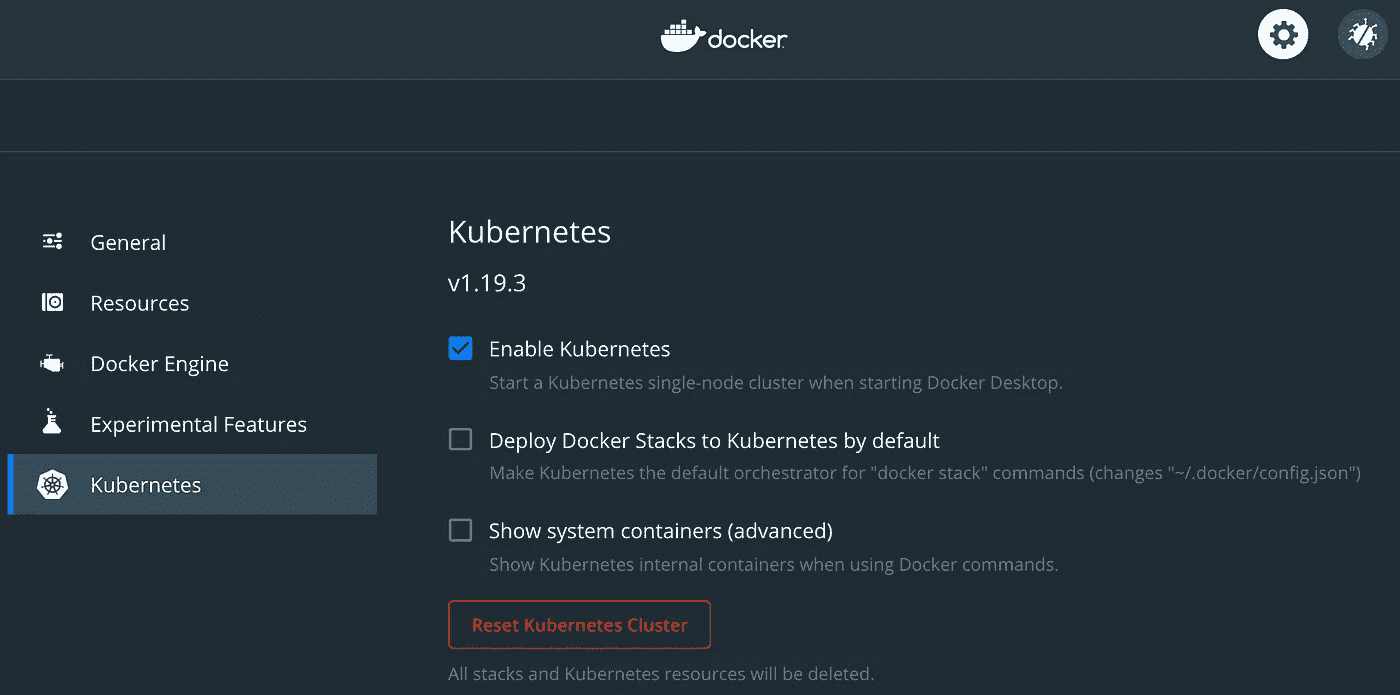 docker
General
Resources
Docker Engine
Experimental Features
Kubernetes
Kubernetes
v1.19.3
Enable Kubernetes
Start a Kubernetes single-node cluster when starting Docker Desktop.
Deploy Docker Stacks to Kubernetes by default
Make Kubernetes the default orchestrator for "docker stack" commands (changes "~/.docker/config.json")
Show system containers (advanced)
Show Kubernetes internal containers when using Docker commands.
Reset Kubernetes Cluster
All stacks and Kubernetes resources will be deleted.